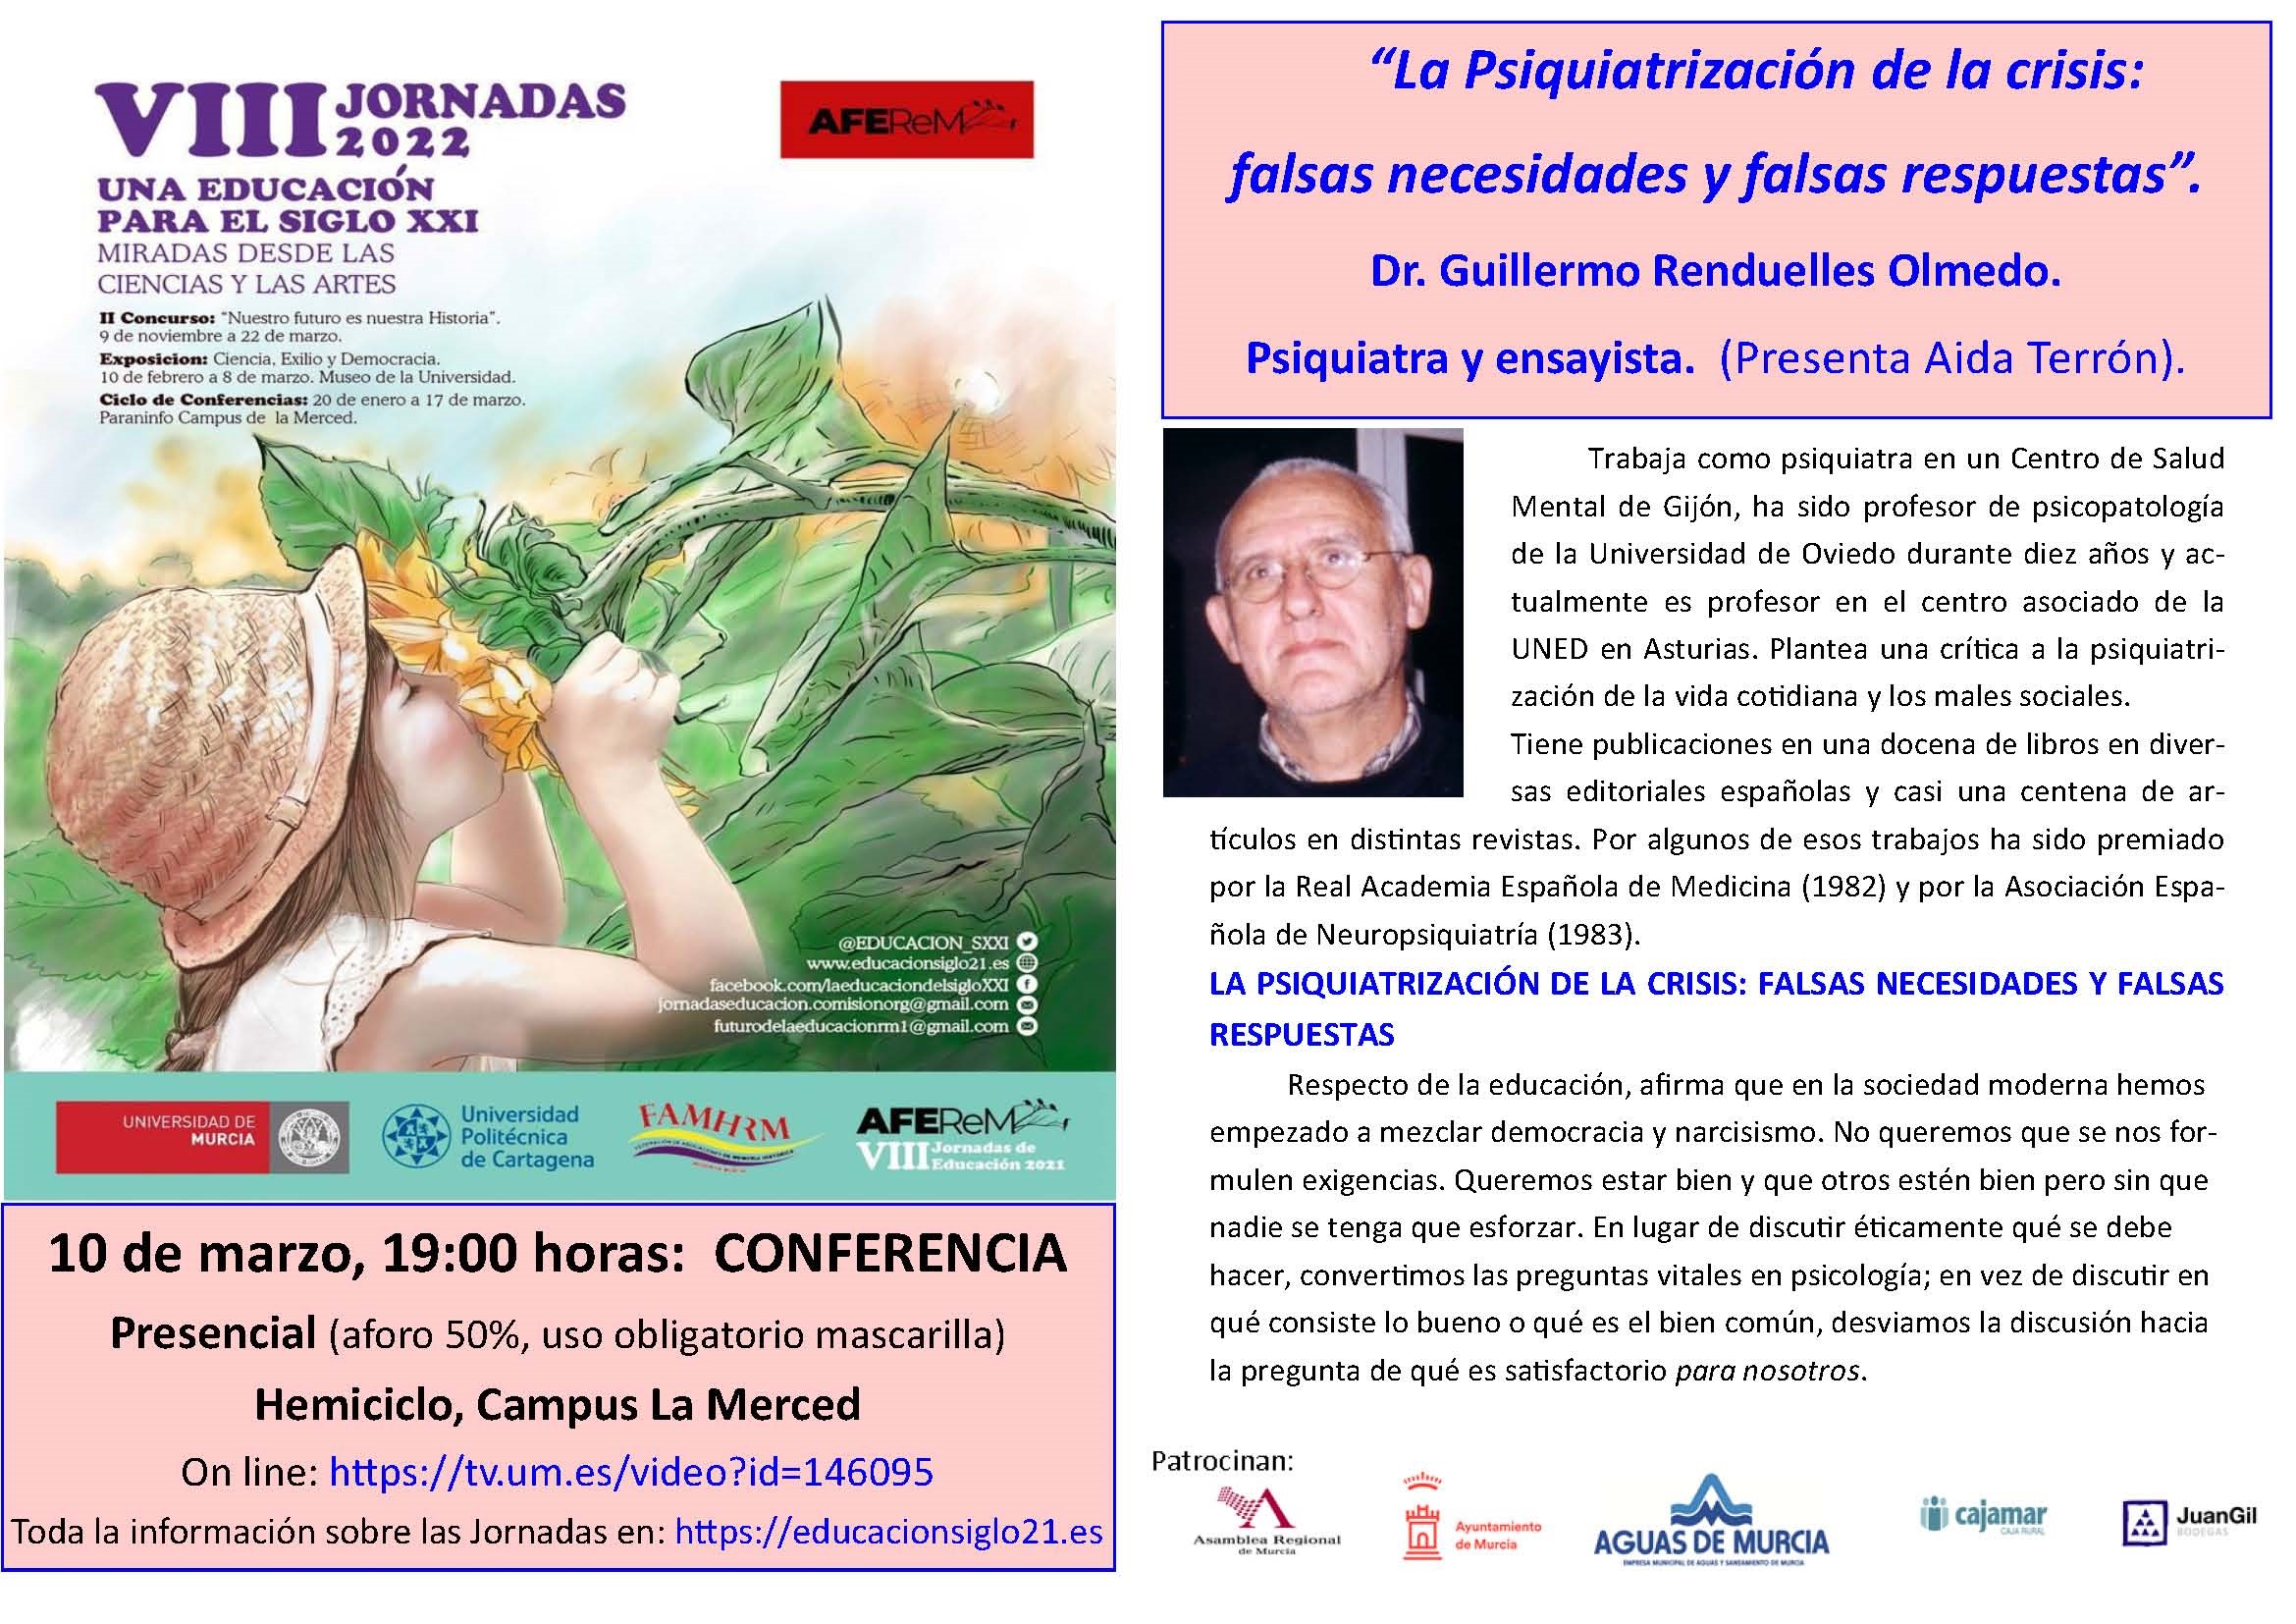 VIII JORNADAS
2022
UNA EDUCACIÓN
PARA EL SIGLO XXI
MIRADAS DESDE LAS
CIENCIAS Y LAS ARTES
II Concurso: "Nuestro futuro es nuestra Historia".
9 de noviembre a 22 de marzo.
Exposicion: Ciencia, Exilio y Democracia.
10 de febrero a 8 de marzo. Museo de la Universidad.
Ciclo de Conferencias: 20 de enero a 17 de marzo.
Paraninfo Campus de la Merced.
AFEReM
@EDUCACION_SXXI
www.educacionsiglo21.es
facebook.com/laeducaciondelsigloXXI
jornadaseducacion.comisionorg@gmail.com
futurodelaeducacionrm1@gmail.com
UNIVERSIDAD DE
MURCIA
Universidad
Politécnica
de Cartagena
FAMHRM
AFEReM
VIII Jornadas de
Educación 2021
10 de marzo, 19:00 horas: CONFERENCIA
Presencial (aforo 50%, uso obligatorio mascarilla)
Hemiciclo, Campus La Merced
On line: https://tv.um.es/video?id=146095
Toda la información sobre las Jornadas en: https://educacionsiglo21.es
“La Psiquiatrización de la crisis:
falsas necesidades y falsas respuestas”.
Dr. Guillermo Renduelles Olmedo.
Psiquiatra y ensayista. (Presenta Aida Terrón).
Trabaja como psiquiatra en un Centro de Salud
Mental de Gijón, ha sido profesor de psicopatología
de la Universidad de Oviedo durante diez años y ac-
tualmente es profesor en el centro asociado de la
UNED en Asturias. Plantea una crítica a la psiquiatri-
zación de la vida cotidiana y los males sociales.
Tiene publicaciones en una docena de libros en diver-
sas editoriales españolas y casi una centena de ar-
tículos en distintas revistas. Por algunos de esos trabajos ha sido premiado
por la Real Academia Española de Medicina (1982) y por la Asociación Espa-
ñola de Neuropsiquiatría (1983).
LA PSIQUIATRIZACIÓN DE LA CRISIS: FALSAS NECESIDADES Y FALSAS
RESPUESTAS
Respecto de la educación, afirma que en la sociedad moderna hemos
empezado a mezclar democracia y narcisismo. No queremos que se nos for-
mulen exigencias. Queremos estar bien y que otros estén bien pero sin que
nadie se tenga que esforzar. En lugar de discutir éticamente qué se debe
hacer, convertimos las preguntas vitales en psicología; en vez de discutir en
qué consiste lo bueno o qué es el bien común, desviamos la discusión hacia
la pregunta de qué es satisfactorio para nosotros.
Patrocinan:
Asamblea Regional
de Murcia
Ayuntamiento
de Murcia
AGUAS DE MURCIA
EMPRESA MUNICIPAL DE AGUAS Y SANEAMIENTO DE MURCIA
cajamar
CAJA RURAL
JuanGil
BODEGAS